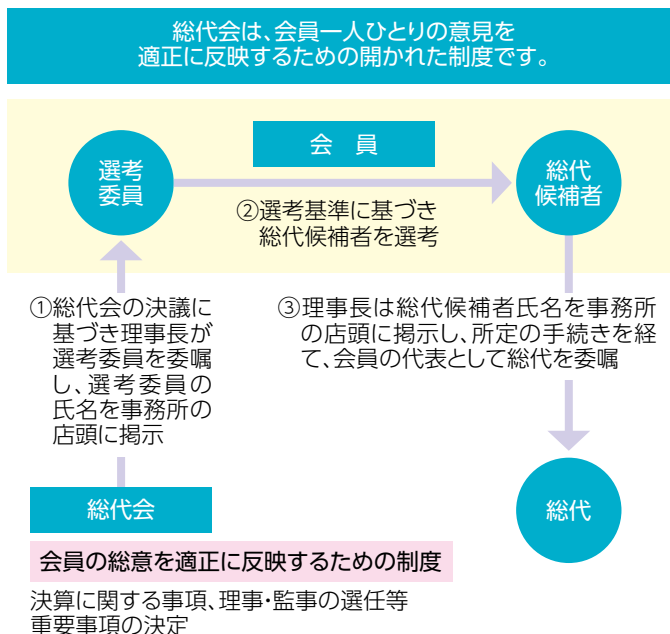 総代会は、会員一人ひとりの意見を
適正に反映するための開かれた制度です。
会　員
選考
委員
総代
候補者
②選考基準に基づき
総代候補者を選考
①総代会の決議に
基づき理事長が
選考委員を委嘱
し、選考委員の
氏名を事務所の
店頭に掲示
③理事長は総代候補者氏名を事務所
の店頭に掲示し、所定の手続きを経
て、会員の代表として総代を委嘱
総代会
総代
会員の総意を適正に反映するための制度
決算に関する事項、理事・監事の選任等
重要事項の決定